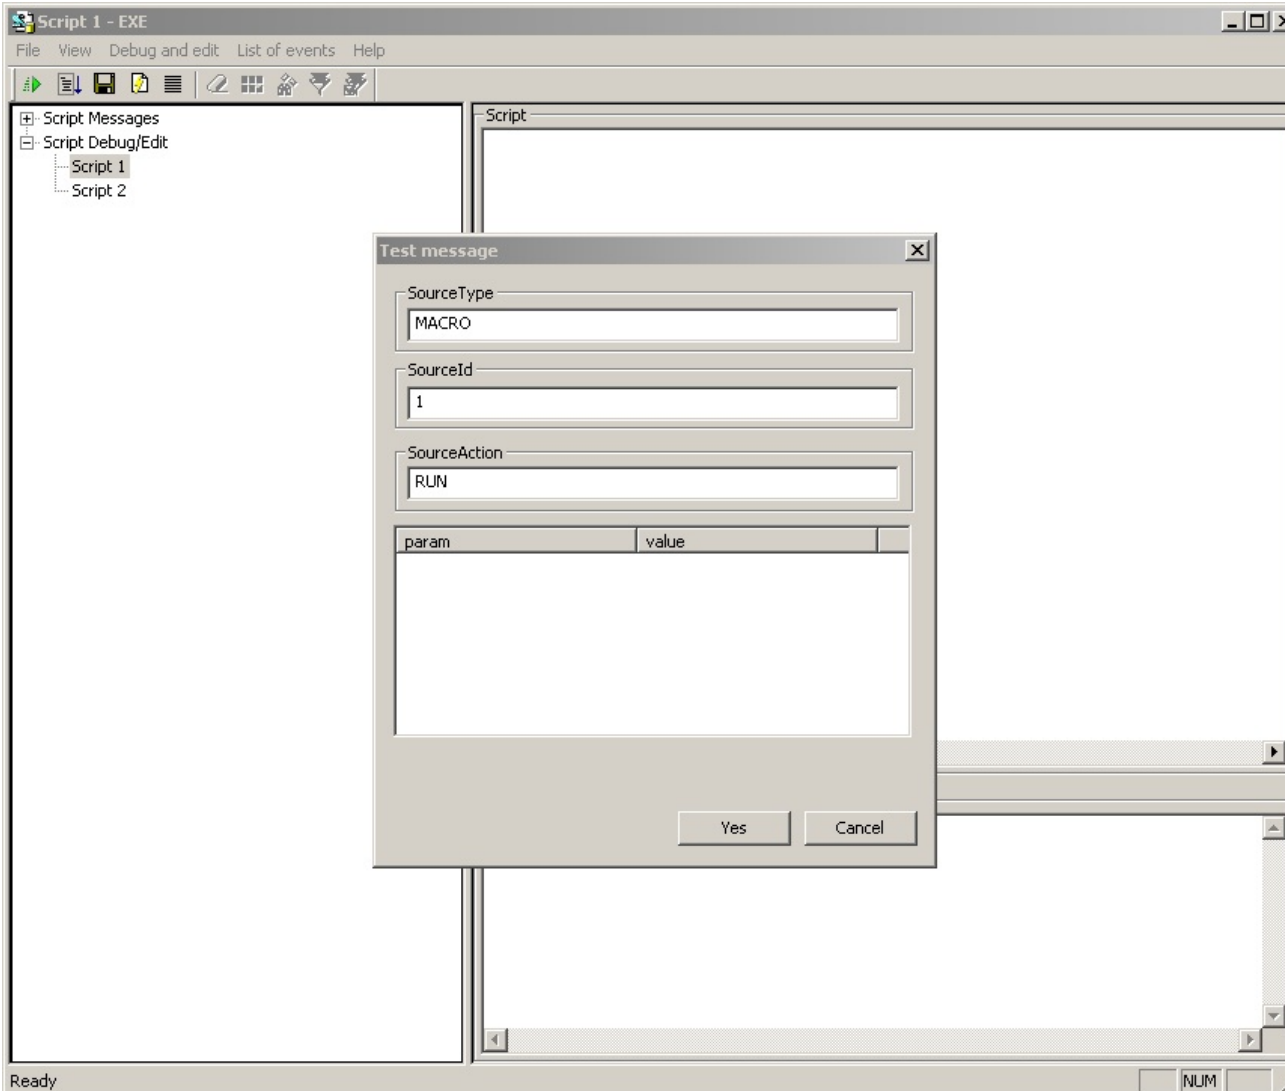 Script 1 - EXE
File View Debug and edit List of events Help
Script Messages
Script Debug/Edit
Script 1
Script 2
Script
Test message
SourceType
MACRO
SourceId
1
SourceAction
RUN
param value
Yes Cancel
Ready NUM